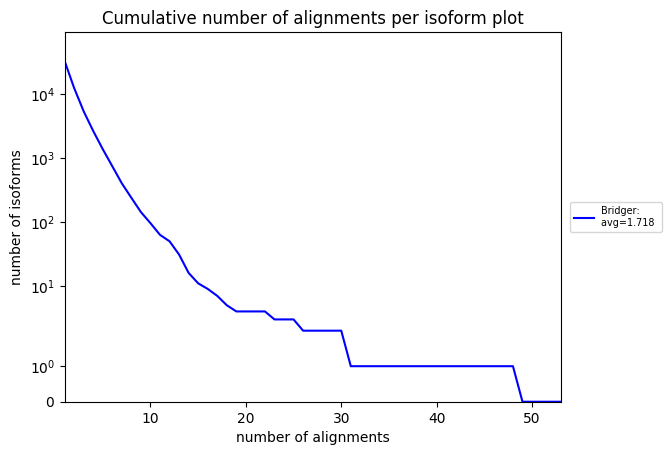 Cumulative number of alignments per isoform plot
number of isoforms
10^4
10^3
10^2
10^1
10^0
0
10 20 30 40 50
number of alignments
Bridger:
avg=1.718